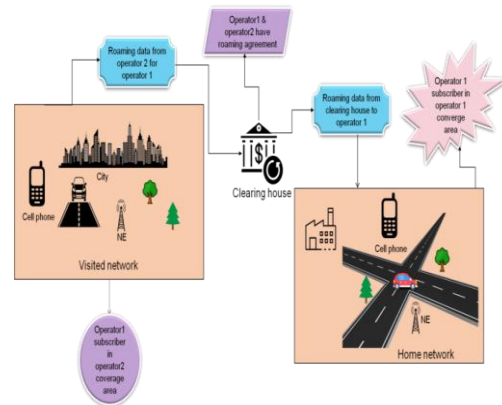 Roaming data from
operator 2 for
operator 1
Operator1 &
operator2 have
roaming agreement
Roaming data from
clearing house to
operator 1
Operator 1
subscriber in
operator 1
converge
area
City
Cell phone
NE
Visited network
$
Clearing house
Cell phone
NE
Home network
Operator1
subscriber
in
operator2
coverage
area